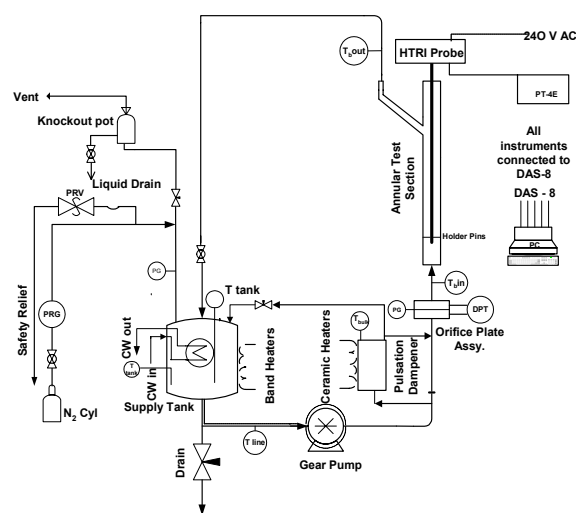 T_b out
HTRI Probe
24O V AC
PT-4E
Vent
Knockout pot
Liquid Drain
PRV
Annular Test
Section
All
instruments
connected to
DAS-8
DAS - 8
PC
Holder Pins
Safety Relief
PRG
PG
N2 Cyl
T tank
CW out
T
tank
CW in
Supply Tank
Band Heaters
Ceramic Heaters
T_bulk
Pulsation
Dampener
T_b in
PG
DPT
Orifice Plate
Assy.
Drain
T line
Gear Pump